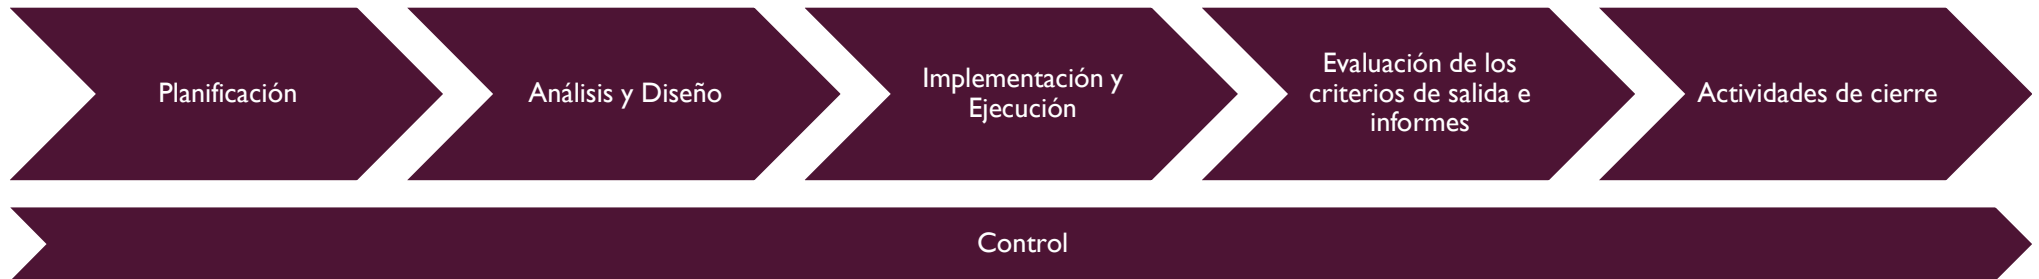 Planificación
Análisis y Diseño
Implementación y
Ejecución
Evaluación de los
criterios de salida e
informes
Actividades de cierre
Control